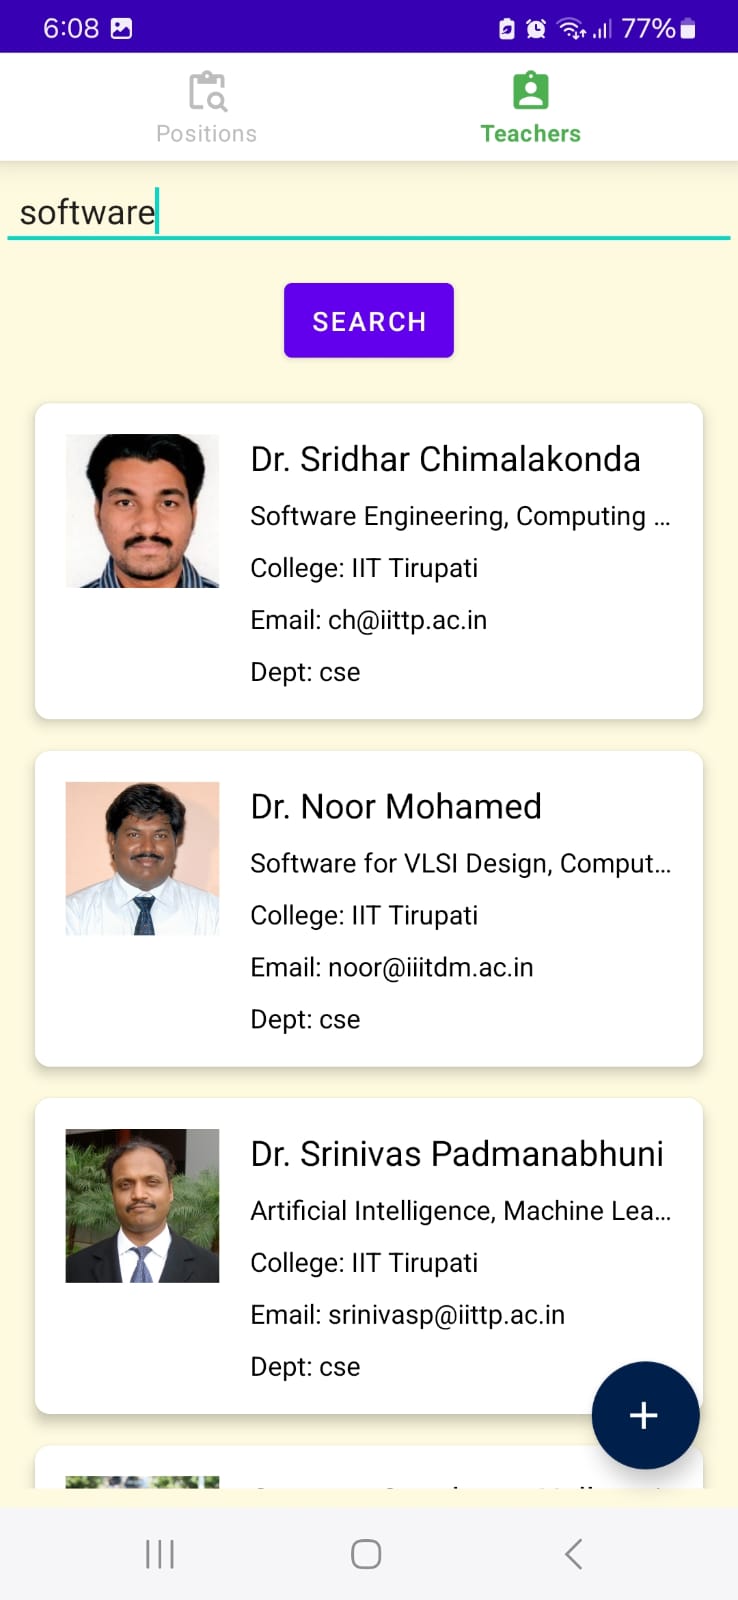 6:08
77%
Positions
Teachers
software
SEARCH
Dr. Sridhar Chimalakonda
Software Engineering, Computing ...
College: IIT Tirupati
Email: ch@iittp.ac.in
Dept: cse
Dr. Noor Mohamed
Software for VLSI Design, Comput...
College: IIT Tirupati
Email: noor@iiitdm.ac.in
Dept: cse
Dr. Srinivas Padmanabhuni
Artificial Intelligence, Machine Lea...
College: IIT Tirupati
Email: srinivasp@iittp.ac.in
Dept: cse
+